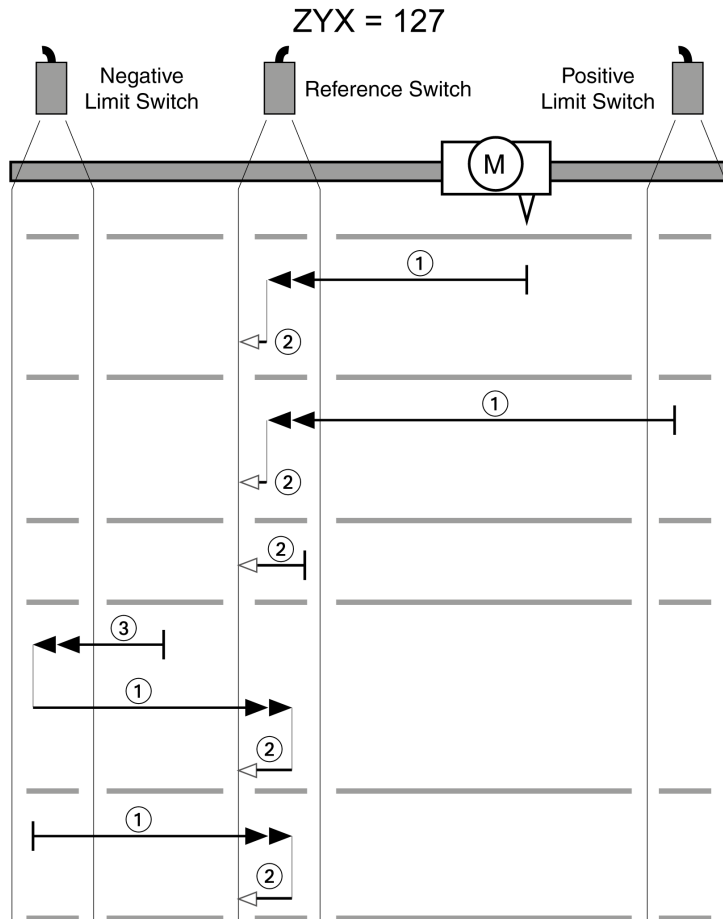 ZYX = 127
Negative
Limit Switch
Reference Switch
Positive
Limit Switch
M
1
2
1
2
2
3
1
2
1
2